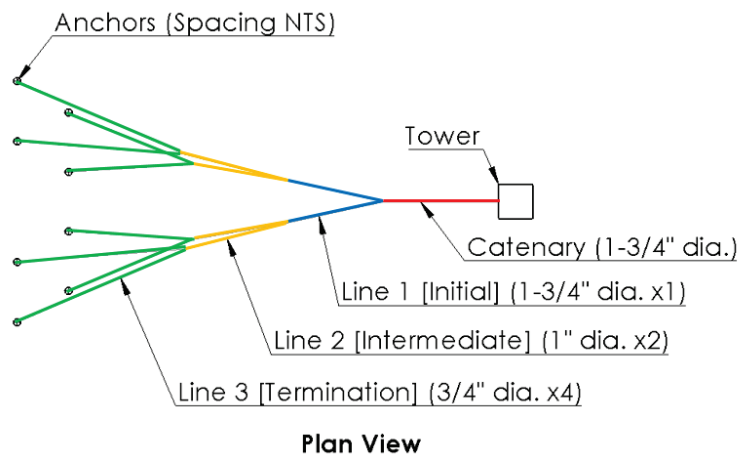 Anchors (Spacing NTS)
Tower
Catenary (1-3/4" dia.)
Line 1 [Initial] (1-3/4" dia. x1)
Line 2 [Intermediate] (1" dia. x2)
Line 3 [Termination] (3/4" dia. x4)
Plan View